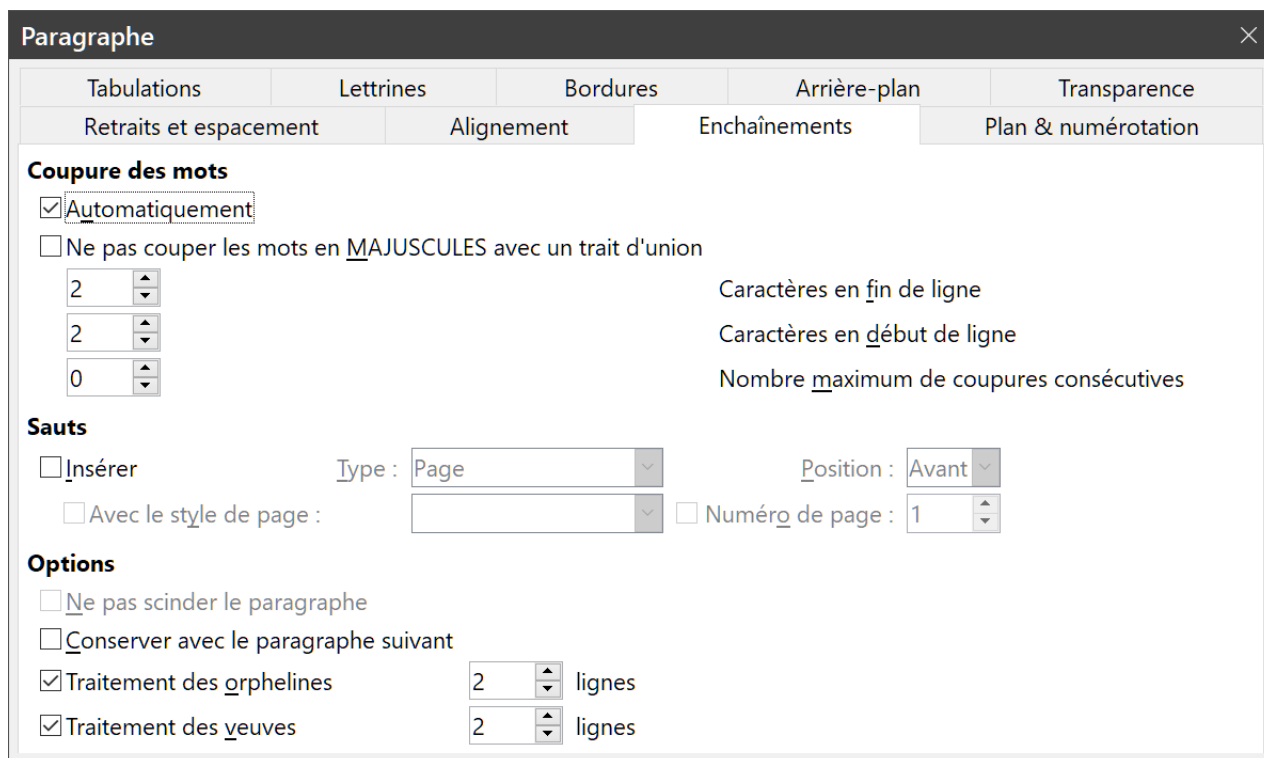 Paragraphe
Tabulations Lettrines Bordures Arrière-plan Transparence
Retraits et espacement Alignement Enchaînements Plan & numérotation
Coupure des mots
Automatiquement
Ne pas couper les mots en MAJUSCULES avec un trait d'union
2 Caractères en fin de ligne
2 Caractères en début de ligne
0 Nombre maximum de coupures consécutives
Sauts
Insérer Type : Page Position : Avant
Avec le style de page : Numéro de page : 1
Options
Ne pas scinder le paragraphe
Conserver avec le paragraphe suivant
Traitement des orphelines 2 lignes
Traitement des veuves 2 lignes